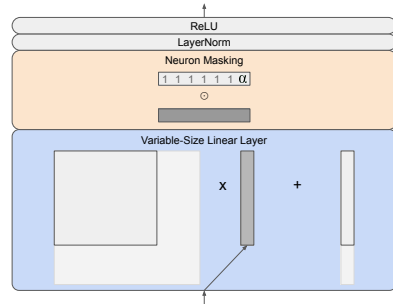 ReLU
LayerNorm
Neuron Masking
1 1 1 1 1 1 α
⊙
Variable-Size Linear Layer
x +